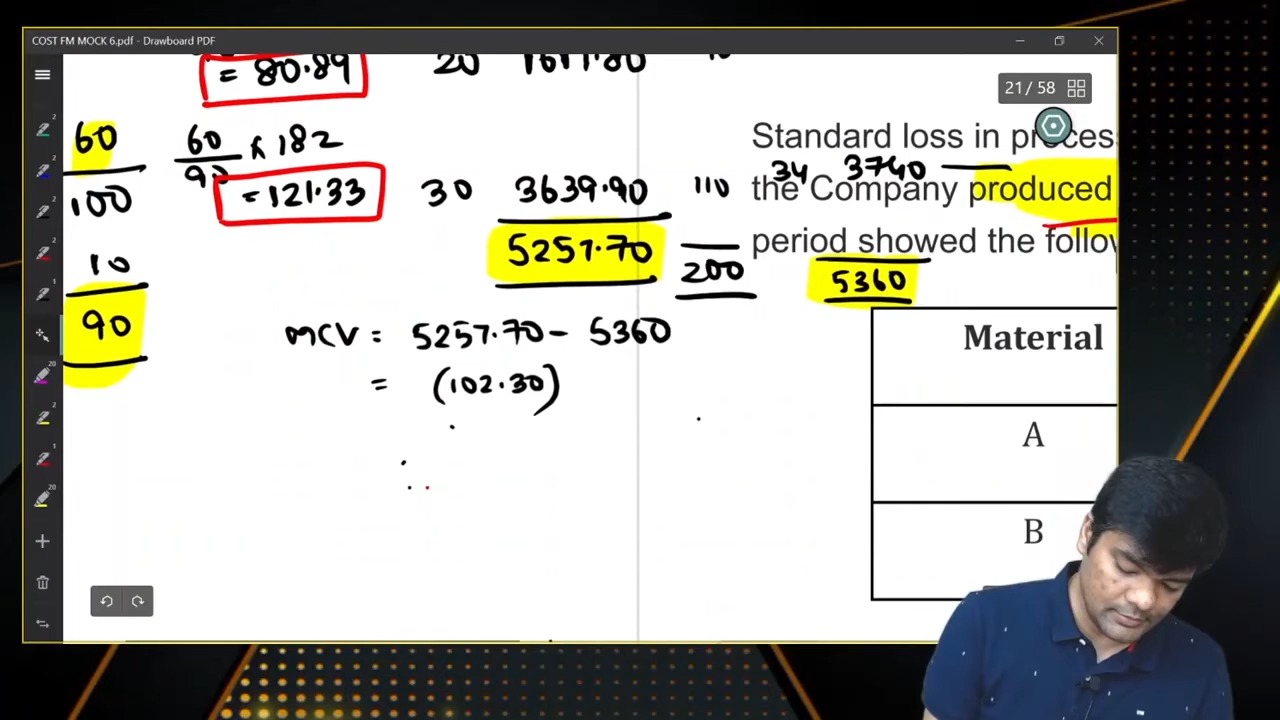 COST FM MOCK 6.pdf - Drawboard PDF
21 / 58
= 80.89 20
60 60 × 182
100 90
= 121.33 30 3639.90 110 34 3740
10
90
5257.70 200 5360
MCV = 5257.70 - 5360
= (102.30)
Standard loss in process
the Company produced
period showed the follow
Material
A
B